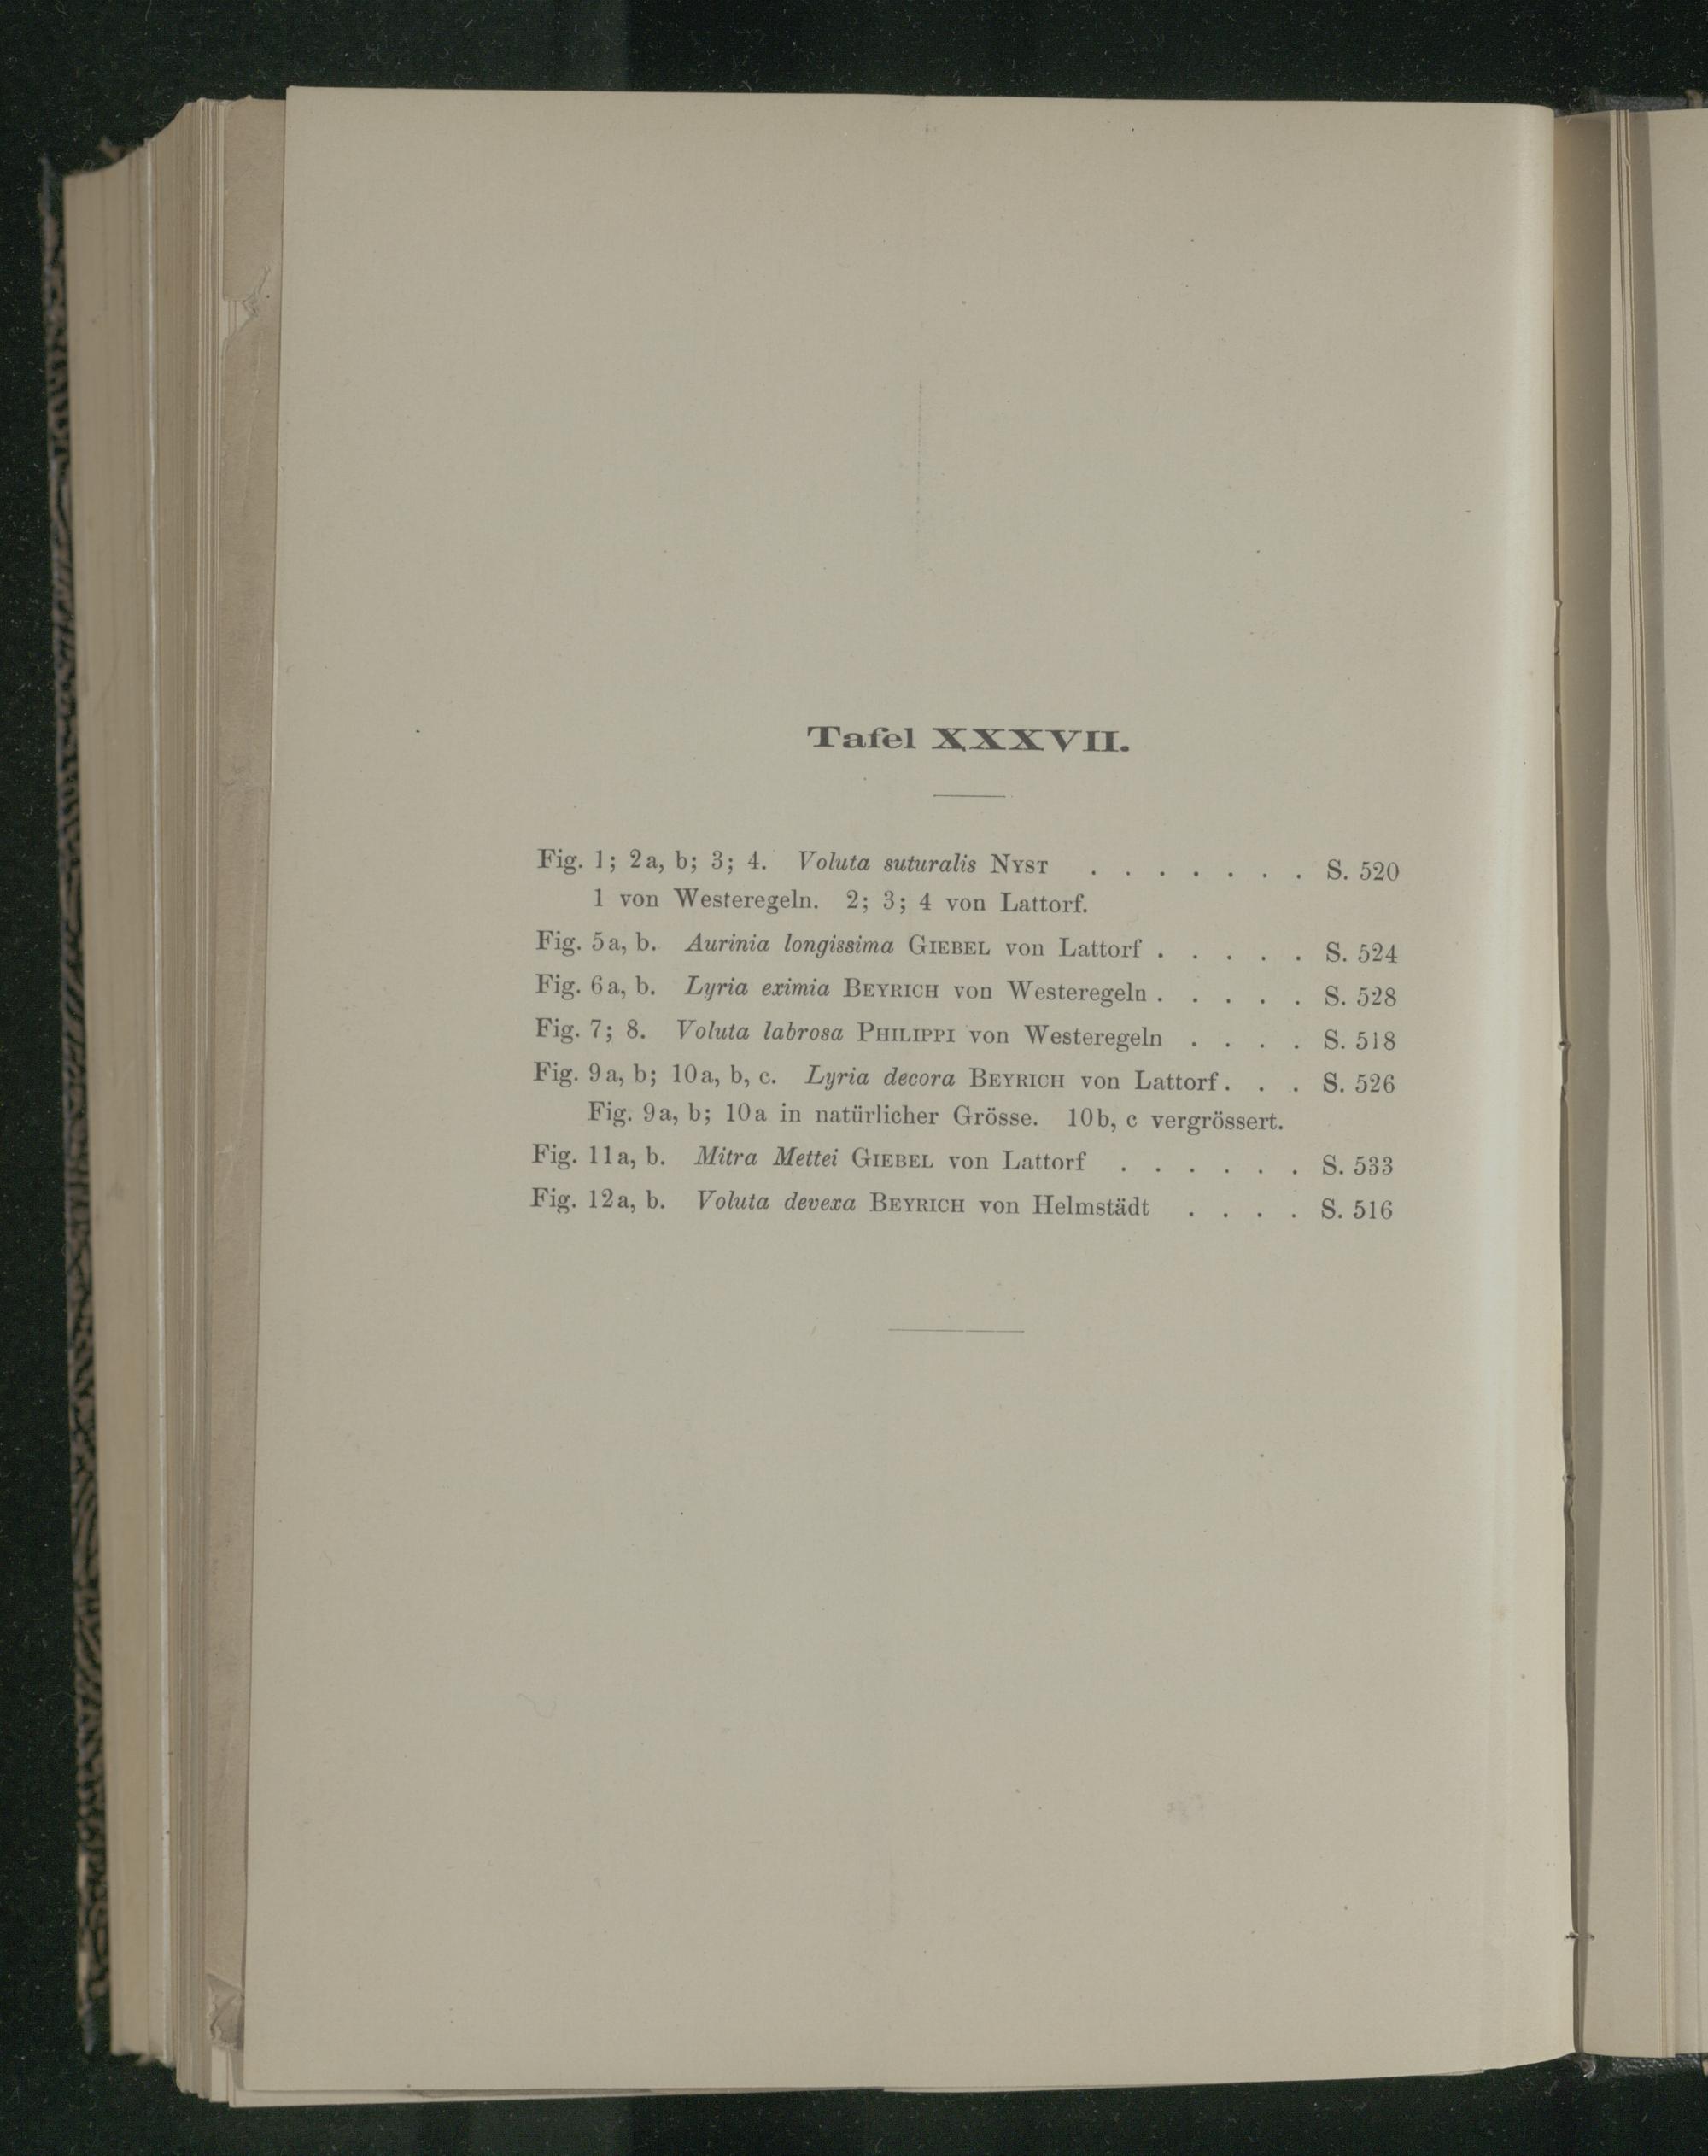 Tafel XXXVII.
Fig. 1; 2a, b; 3; 4. Voluta suturalis NYST . . . . . . . S. 520
1 von Westeregeln. 2; 3; 4 von Lattorf.
Fig. 5a, b. Aurinia longissima GIEBEL von Lattorf . . . . . S. 524
Fig. 6a, b. Lyria eximia BEYRICH von Westeregeln . . . . . S. 528
Fig. 7; 8. Voluta labrosa PHILIPPI von Westeregeln . . . . S. 518
Fig. 9a, b; 10a, b, c. Lyria decora BEYRICH von Lattorf . . . S. 526
Fig. 9a, b; 10a in natürlicher Grösse. 10b, c vergrössert.
Fig. 11a, b. Mitra Mettei GIEBEL von Lattorf . . . . . . S. 533
Fig. 12a, b. Voluta devexa BEYRICH von Helmstädt . . . . S. 516